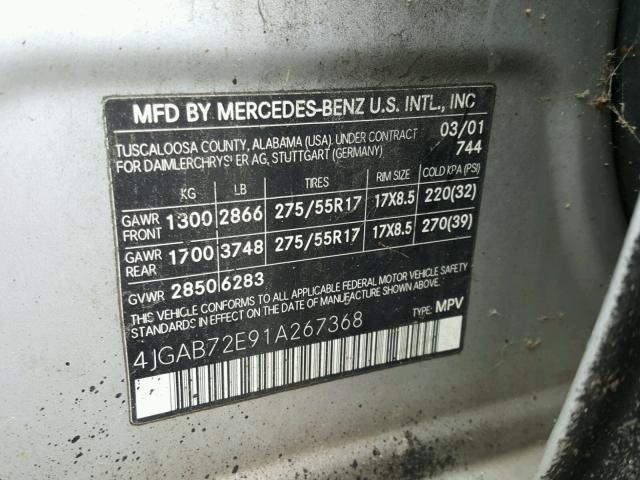 MFD BY MERCEDES-BENZ U.S. INTL., INC
TUSCALOOSA COUNTY, ALABAMA (USA). UNDER CONTRACT 03/01
FOR DAIMLERCHRYSLER AG, STUTTGART (GERMANY) 744
KG LB TIRES RIM SIZE COLD KPA (PSI)
GAWR FRONT 1300 2866 275/55R17 17X8.5 220(32)
GAWR REAR 1700 3748 275/55R17 17X8.5 270(39)
GVWR 2850 6283
THIS VEHICLE CONFORMS TO ALL APPLICABLE FEDERAL MOTOR VEHICLE SAFETY
STANDARDS IN EFFECT ON THE DATE OF MANUFACTURE SHOWN ABOVE.
4JGAB72E91A267368 TYPE: MPV